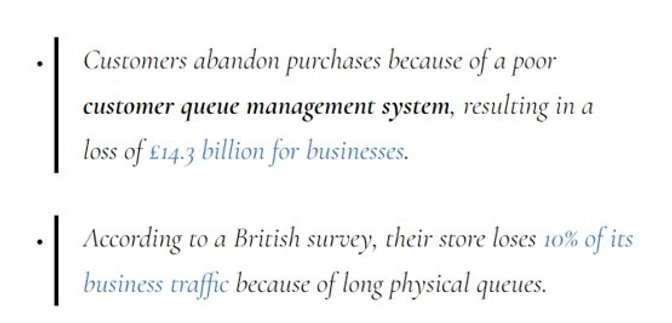 • Customers abandon purchases because of a poor
customer queue management system, resulting in a
loss of £14.3 billion for businesses.
• According to a British survey, their store loses 10% of its
business traffic because of long physical queues.